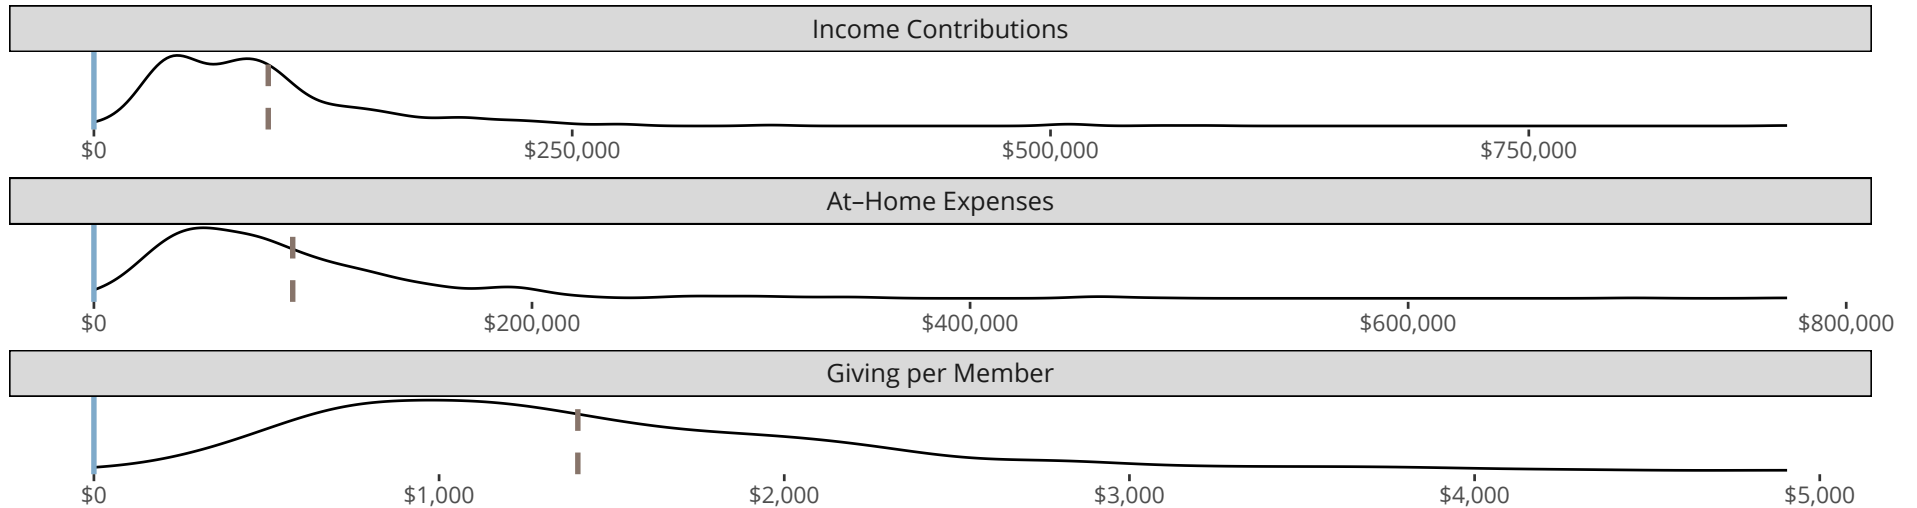 Income Contributions
$0 $250,000 $500,000 $750,000
At–Home Expenses
$0 $200,000 $400,000 $600,000 $800,000
Giving per Member
$0 $1,000 $2,000 $3,000 $4,000 $5,000